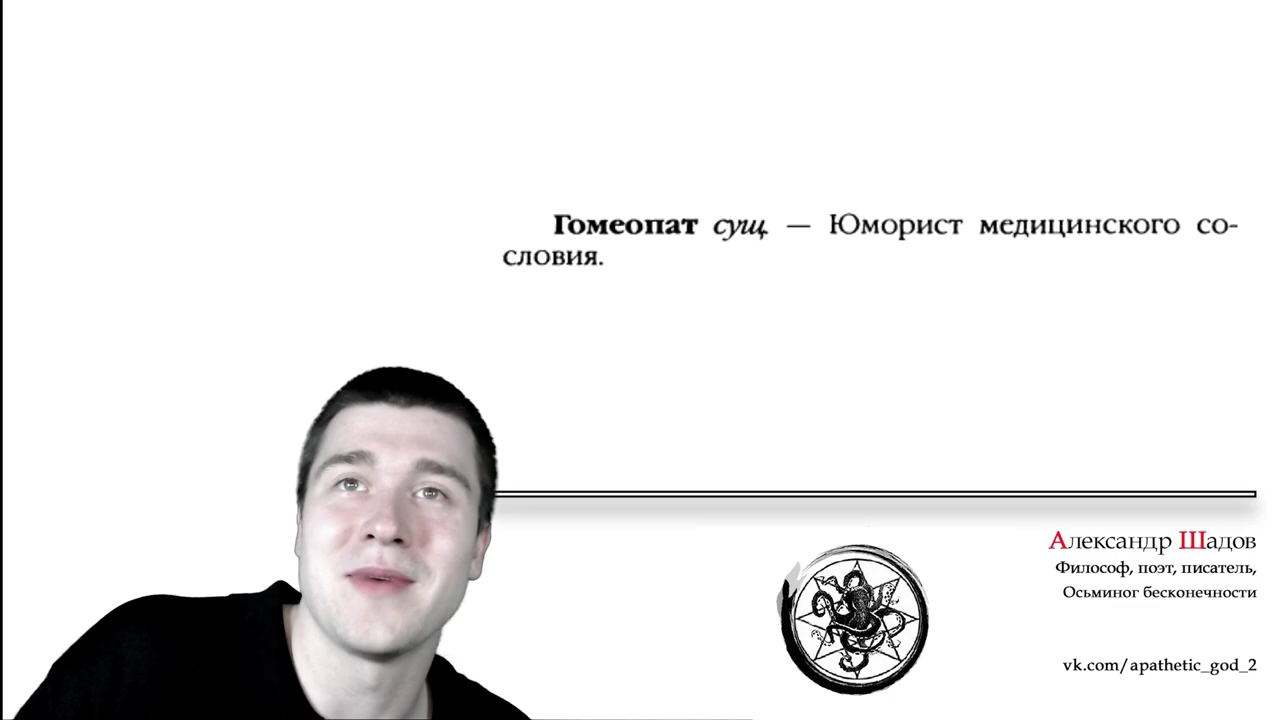 Гомеопат сущ. — Юморист медицинского со-
словия.
Александр Шадов
Философ, поэт, писатель,
Осьминог бесконечности
vk.com/apathetic_god_2